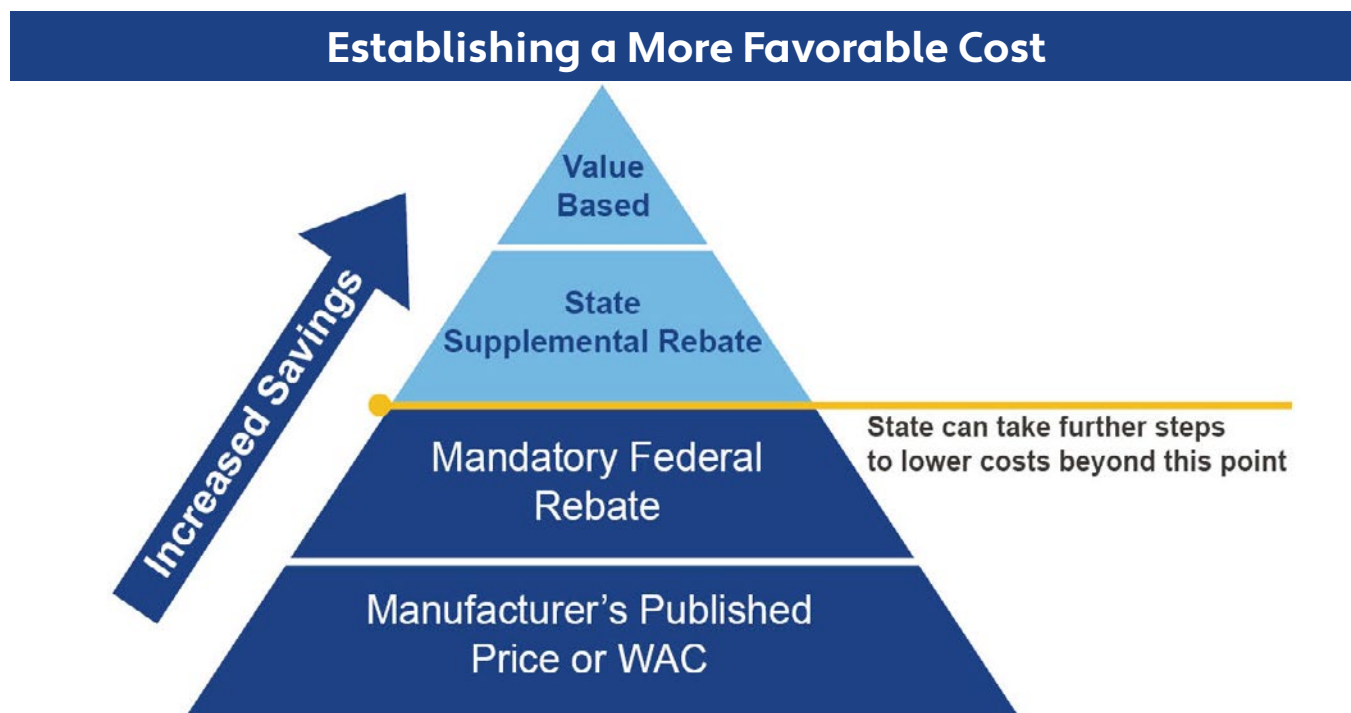 Establishing a More Favorable Cost
Value
Based
State
Supplemental Rebate
Increased Savings
Mandatory Federal
Rebate
State can take further steps
to lower costs beyond this point
Manufacturer’s Published
Price or WAC